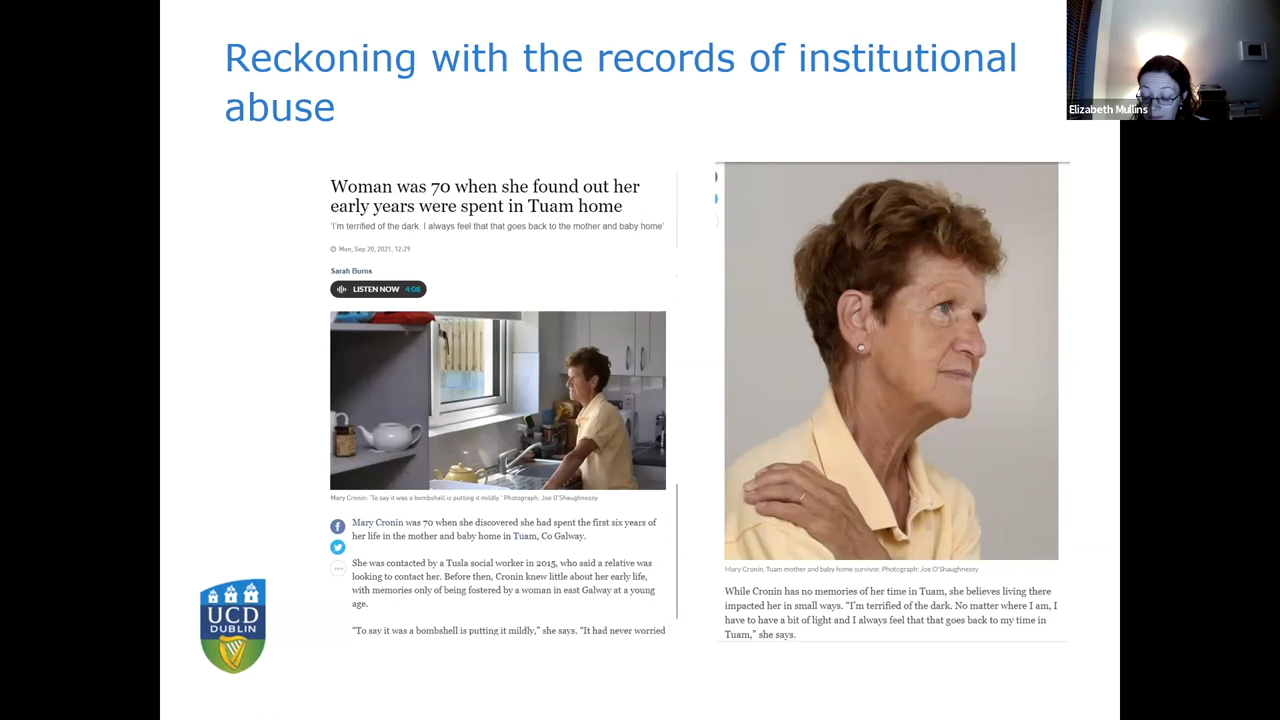 Reckoning with the records of institutional
abuse
Elizabeth Mullins
Woman was 70 when she found out her
early years were spent in Tuam home
'I'm terrified of the dark. I always feel that that goes back to the mother and baby home'
Mon, Sep 20, 2021, 12:29
Sarah Burns
LISTEN NOW 4:08
Mary Cronin: 'To say it was a bombshell is putting it mildly.' Photograph: Joe O'Shaughnessy
Mary Cronin was 70 when she discovered she had spent the first six years of
her life in the mother and baby home in Tuam, Co Galway.
She was contacted by a Tusla social worker in 2015, who said a relative was
looking to contact her. Before then, Cronin knew little about her early life,
with memories only of being fostered by a woman in east Galway at a young
age.
“To say it was a bombshell is putting it mildly,” she says. “It had never worried
Mary Cronin, Tuam mother and baby home survivor. Photograph: Joe O'Shaughnessy
While Cronin has no memories of her time in Tuam, she believes living there
impacted her in small ways. “I'm terrified of the dark. No matter where I am, I
have to have a bit of light and I always feel that that goes back to my time in
Tuam,” she says.
UCD
DUBLIN